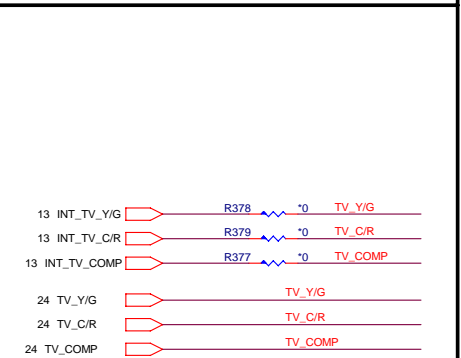 13 INT_TV_Y/G R378 *0 TV_Y/G
13 INT_TV_C/R R379 *0 TV_C/R
13 INT_TV_COMP R377 *0 TV_COMP
24 TV_Y/G TV_Y/G
24 TV_C/R TV_C/R
24 TV_COMP TV_COMP